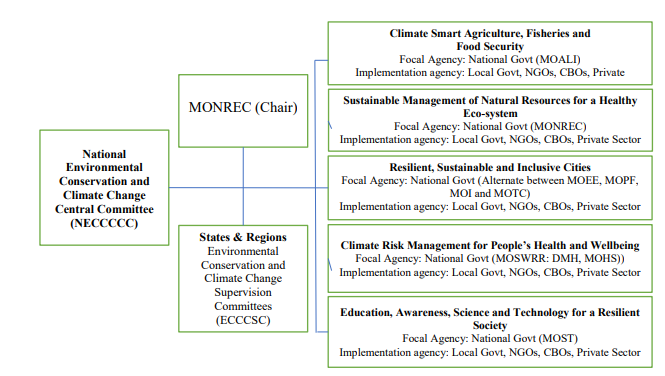 National
Environmental
Conservation and
Climate Change
Central Committee
(NECCCCC)
MONREC (Chair)
States & Regions
Environmental
Conservation and
Climate Change
Supervision
Committees
(ECCCSC)
Climate Smart Agriculture, Fisheries and
Food Security
Focal Agency: National Govt (MOALI)
Implementation agency: Local Govt, NGOs, CBOs, Private
Sustainable Management of Natural Resources for a Healthy
Eco-system
Focal Agency: National Govt (MONREC)
Implementation agency: Local Govt, NGOs, CBOs, Private Sector
Resilient, Sustainable and Inclusive Cities
Focal Agency: National Govt (Alternate between MOEE, MOPF,
MOI and MOTC)
Implementation agency: Local Govt, NGOs, CBOs, Private Sector
Climate Risk Management for People’s Health and Wellbeing
Focal Agency: National Govt (MOSWRR: DMH, MOHS))
Implementation agency: Local Govt, NGOs, CBOs, Private Sector
Education, Awareness, Science and Technology for a Resilient
Society
Focal Agency: National Govt (MOST)
Implementation agency: Local Govt, NGOs, CBOs, Private Sector